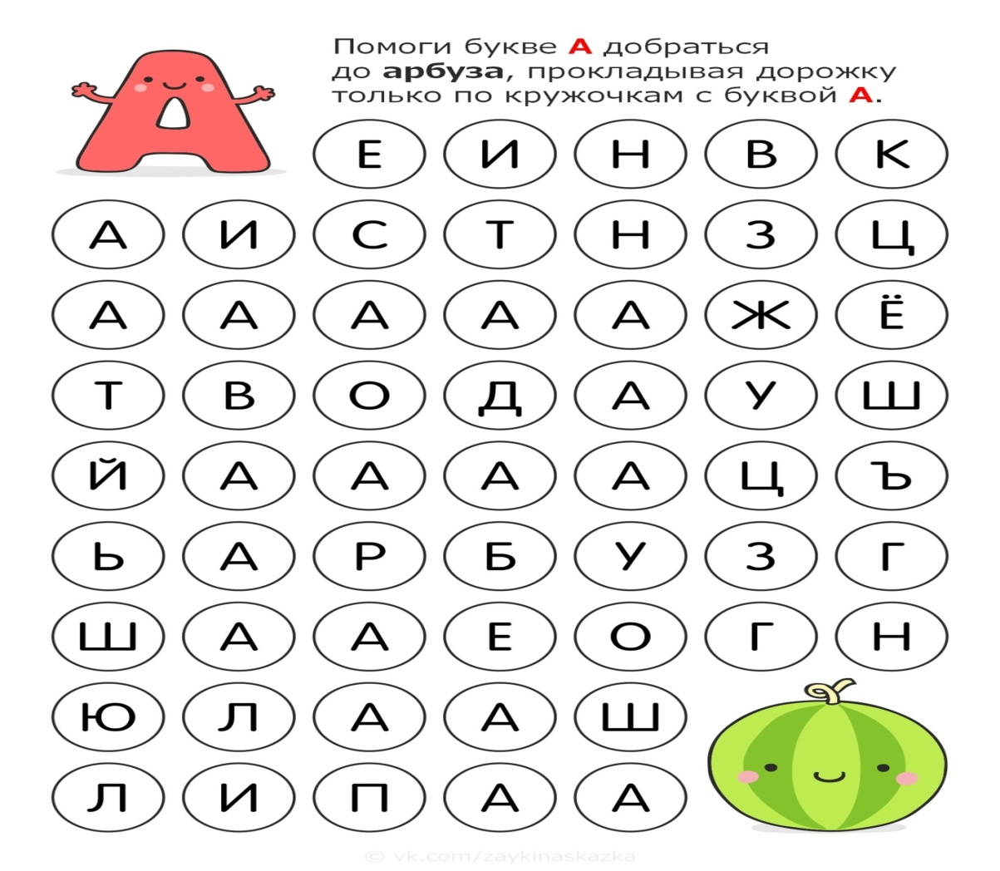 Помоги букве А добраться
до арбуза, прокладывая дорожку
только по кружочкам с буквой А.
Е И Н В К
А И С Т Н З Ц
А А А А А Ж Ё
Т В О Д А У Ш
Й А А А А Ц Ъ
Ь А Р Б У З Г
Ш А А Е О Г Н
Ю Л А А Ш
Л И П А А
© vk.com/zaykinaskazka